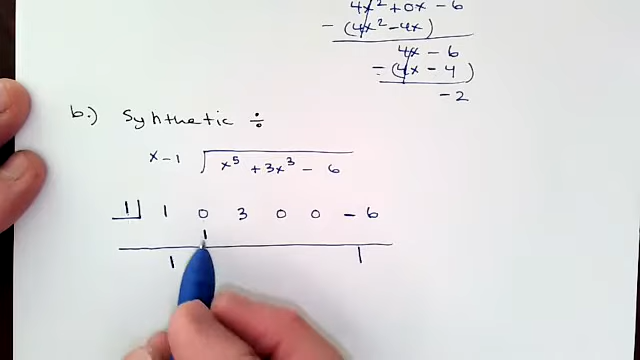 4x² + 0x - 6
- (4x² - 4x)
4x - 6
- (4x - 4)
- 2
b.) Synthetic ÷
x - 1 x⁵ + 3x³ - 6
1 1 0 3 0 0 - 6
1
1 1